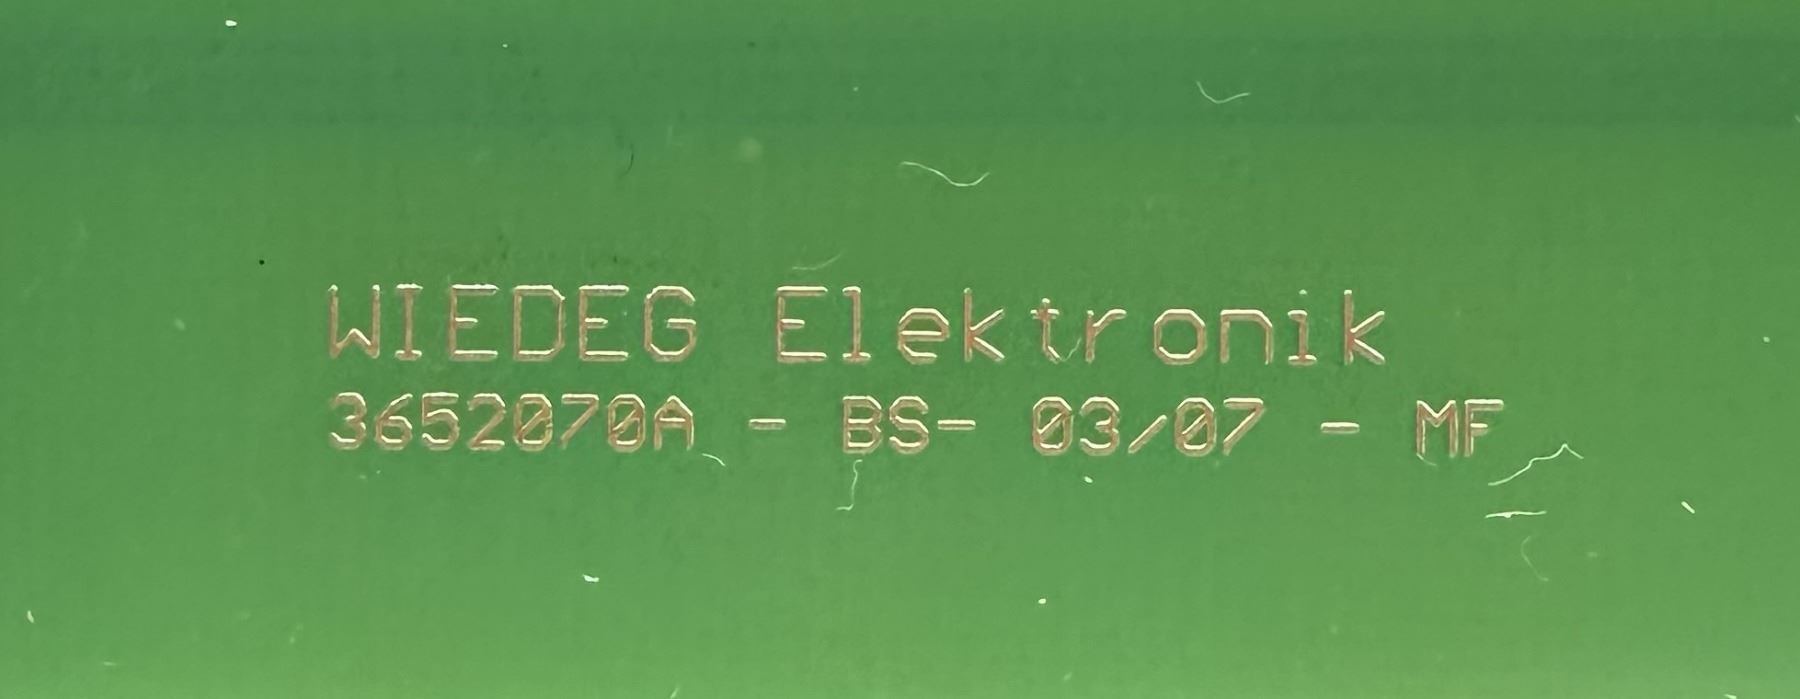 WIEDEG Elektronik
3652070A - BS- 03/07 - MF